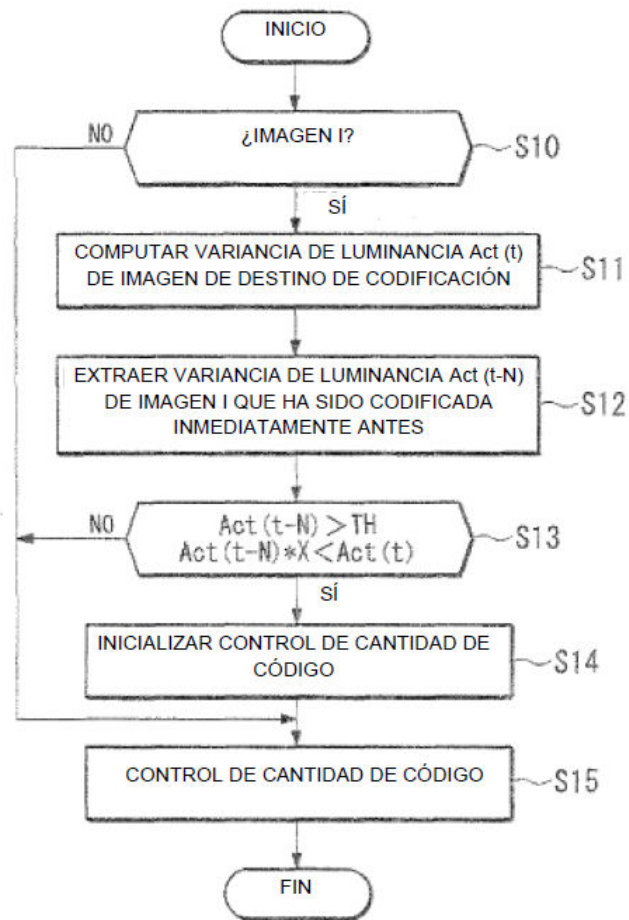 INICIO
¿IMAGEN I?
NO
S10
SÍ
COMPUTAR VARIANCIA DE LUMINANCIA Act (t)
DE IMAGEN DE DESTINO DE CODIFICACIÓN
S11
EXTRAER VARIANCIA DE LUMINANCIA Act (t-N)
DE IMAGEN I QUE HA SIDO CODIFICADA
INMEDIATAMENTE ANTES
S12
NO
Act(t-N)>TH
Act(t-N)*X<Act(t)
S13
SÍ
INICIALIZAR CONTROL DE CANTIDAD DE
CÓDIGO
S14
CONTROL DE CANTIDAD DE CÓDIGO
S15
FIN